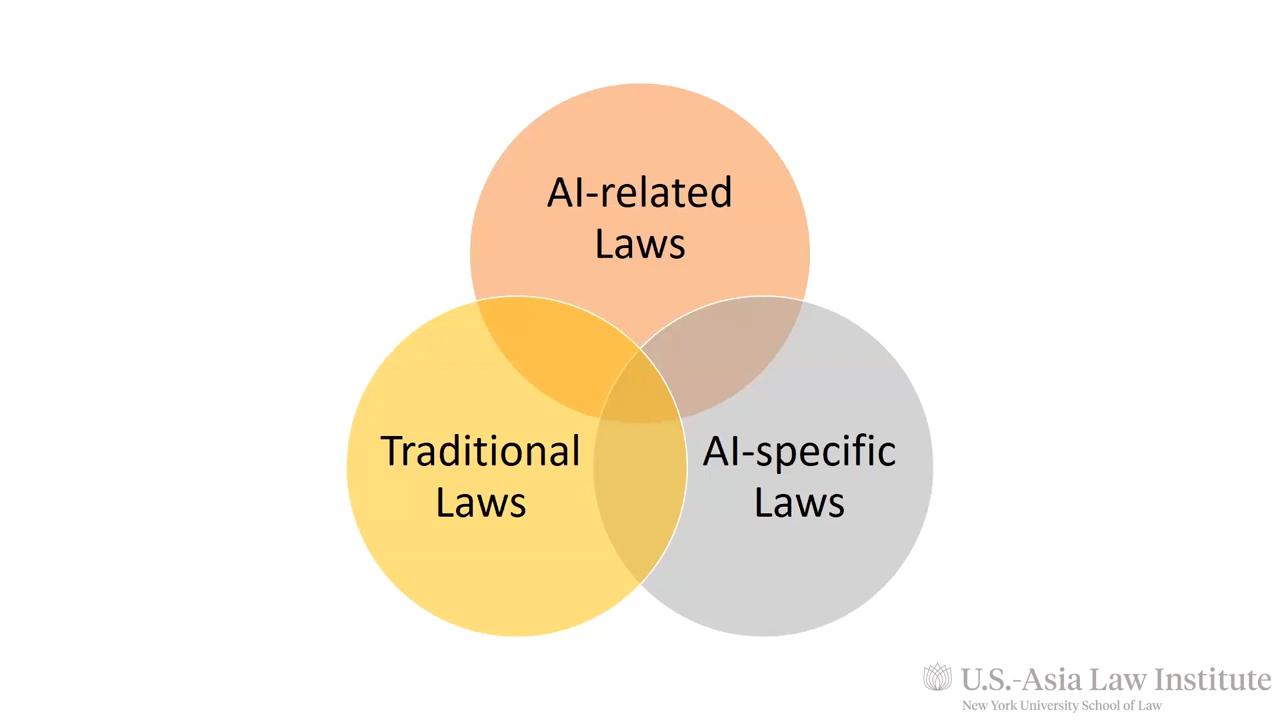 AI-related
Laws
Traditional
Laws
AI-specific
Laws
U.S.-Asia Law Institute
New York University School of Law